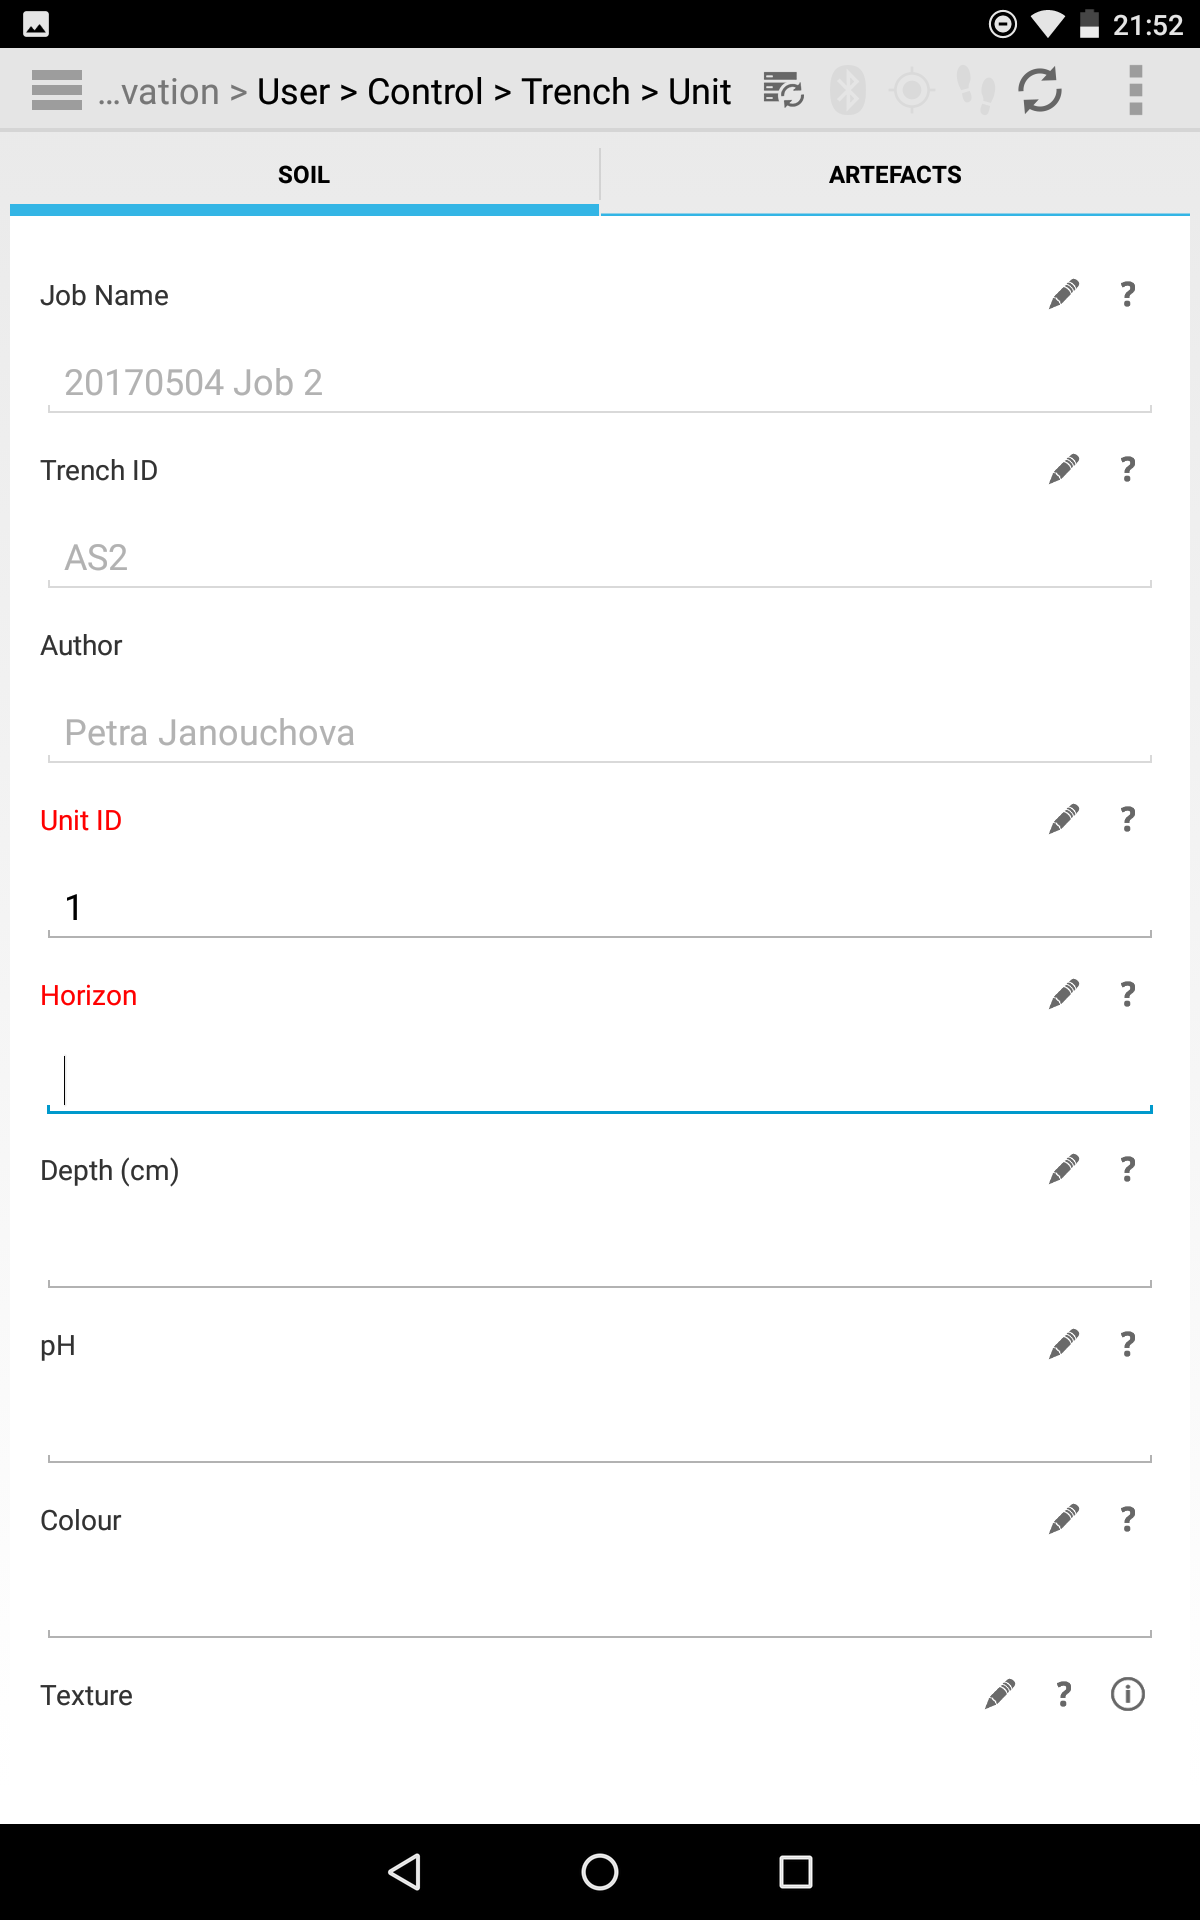 21:52
...vation > User > Control > Trench > Unit
SOIL
ARTEFACTS
Job Name
?
20170504 Job 2
Trench ID
?
AS2
Author
Petra Janouchova
Unit ID
?
1
Horizon
?
Depth (cm)
?
pH
?
Colour
?
Texture
?